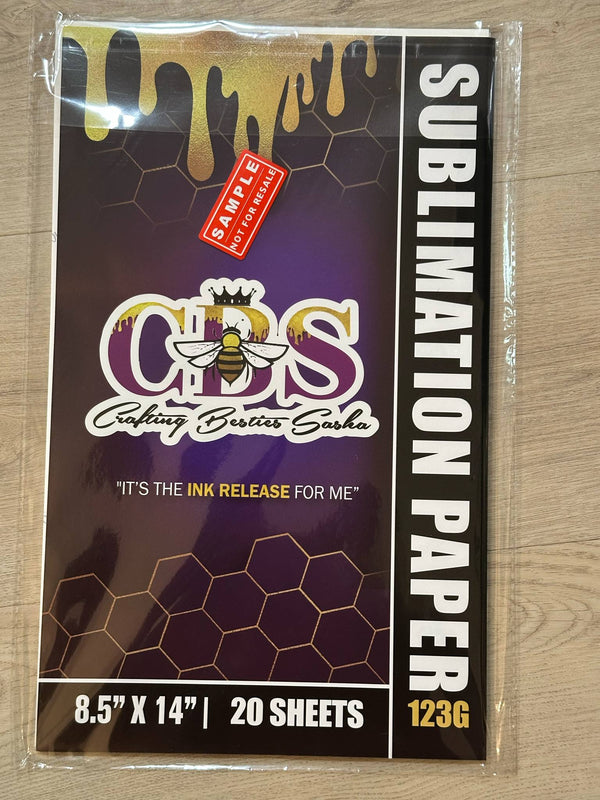 SAMPLE
NOT FOR RESALE
CBS
Crafting Besties Sasha
"IT'S THE INK RELEASE FOR ME”
8.5” X 14” | 20 SHEETS
SUBLIMATION PAPER
123G